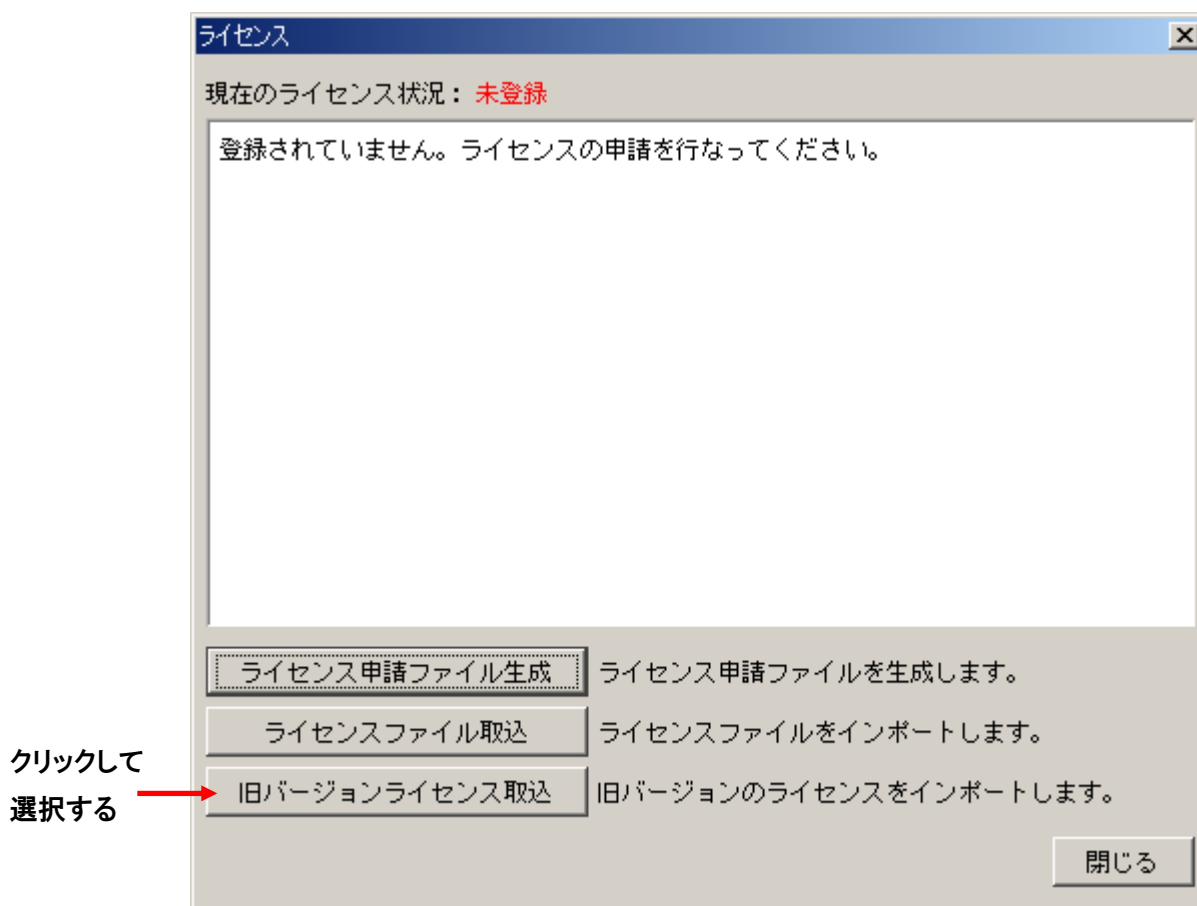 ライセンス
現在のライセンス状況： 未登録
登録されていません。ライセンスの申請を行なってください。
ライセンス申請ファイル生成 ライセンス申請ファイルを生成します。
ライセンスファイル取込 ライセンスファイルをインポートします。
クリックして
選択する
旧バージョンライセンス取込 旧バージョンのライセンスをインポートします。
閉じる